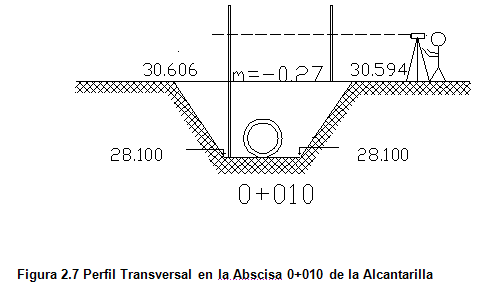 30.606 m=-0.27 30.594
28.100 28.100
0+010
Figura 2.7 Perfil Transversal en la Abscisa 0+010 de la Alcantarilla